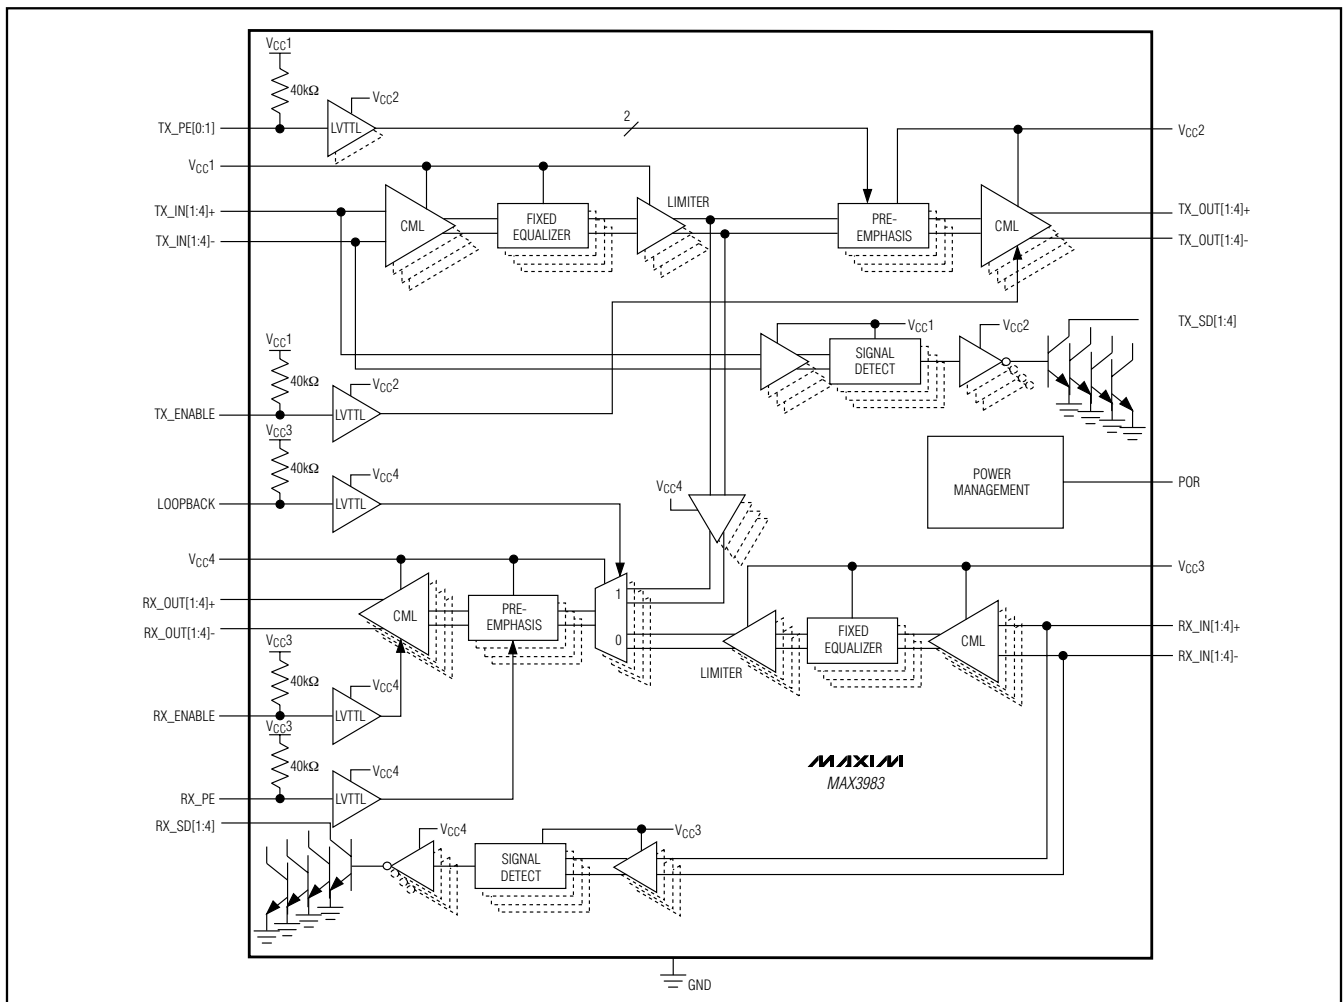 VCC1
40kΩ
VCC2
TX_PE[0:1]
LVTTL
2
VCC2
VCC1
TX_IN[1:4]+
CML
FIXED
EQUALIZER
LIMITER
PRE-
EMPHASIS
CML
TX_OUT[1:4]+
TX_IN[1:4]-
TX_OUT[1:4]-
TX_SD[1:4]
VCC1
VCC1
VCC2
SIGNAL
DETECT
40kΩ
VCC2
TX_ENABLE
LVTTL
VCC3
40kΩ
VCC4
LOOPBACK
LVTTL
VCC4
POWER
MANAGEMENT
POR
VCC4
VCC3
RX_OUT[1:4]+
CML
PRE-
EMPHASIS
1
0
LIMITER
FIXED
EQUALIZER
CML
RX_IN[1:4]+
RX_OUT[1:4]-
RX_IN[1:4]-
VCC3
40kΩ
VCC4
RX_ENABLE
LVTTL
VCC3
40kΩ
VCC4
RX_PE
LVTTL
MAXIM
MAX3983
RX_SD[1:4]
VCC4
SIGNAL
DETECT
VCC3
GND